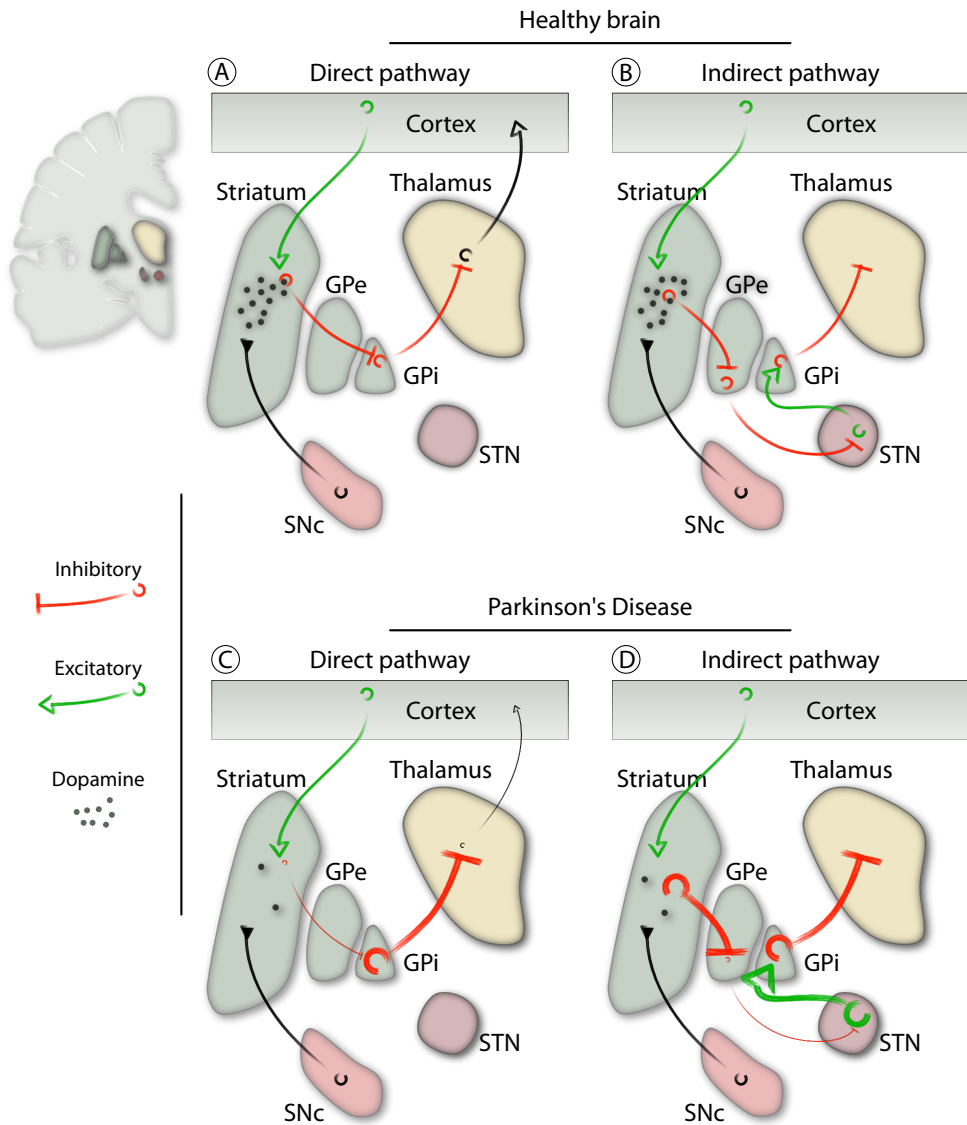 Healthy brain
A Direct pathway
Cortex
Striatum
Thalamus
GPe
GPi
STN
SNc
B Indirect pathway
Cortex
Striatum
Thalamus
GPe
GPi
STN
SNc
Inhibitory
Excitatory
Dopamine
Parkinson's Disease
C Direct pathway
Cortex
Striatum
Thalamus
GPe
GPi
STN
SNc
D Indirect pathway
Cortex
Striatum
Thalamus
GPe
GPi
STN
SNc